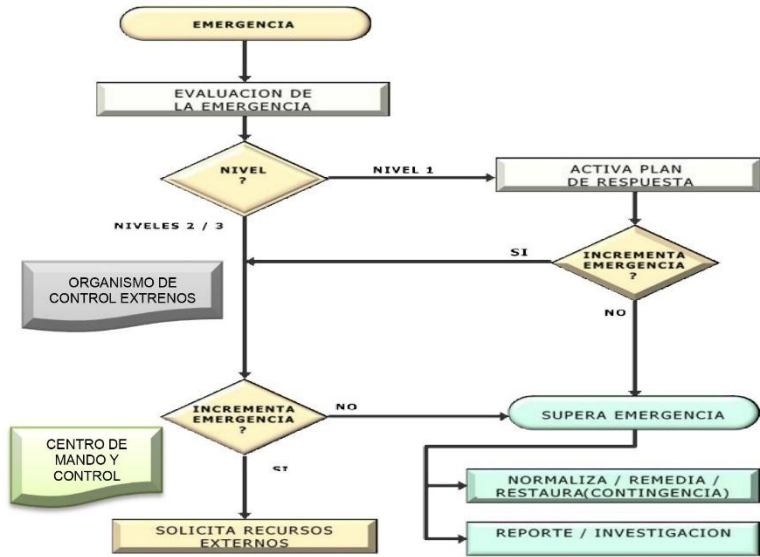 EMERGENCIA
EVALUACION DE
LA EMERGENCIA
NIVEL
?
NIVEL 1
ACTIVA PLAN
DE RESPUESTA
NIVELES 2 / 3
SI
INCREMENTA
EMERGENCIA
?
ORGANISMO DE
CONTROL EXTRENOS
NO
INCREMENTA
EMERGENCIA
?
NO
SUPERA EMERGENCIA
CENTRO DE
MANDO Y
CONTROL
SI
NORMALIZA / REMEDIA /
RESTAURA(CONTINGENCIA)
SOLICITA RECURSOS
EXTERNOS
REPORTE / INVESTIGACION